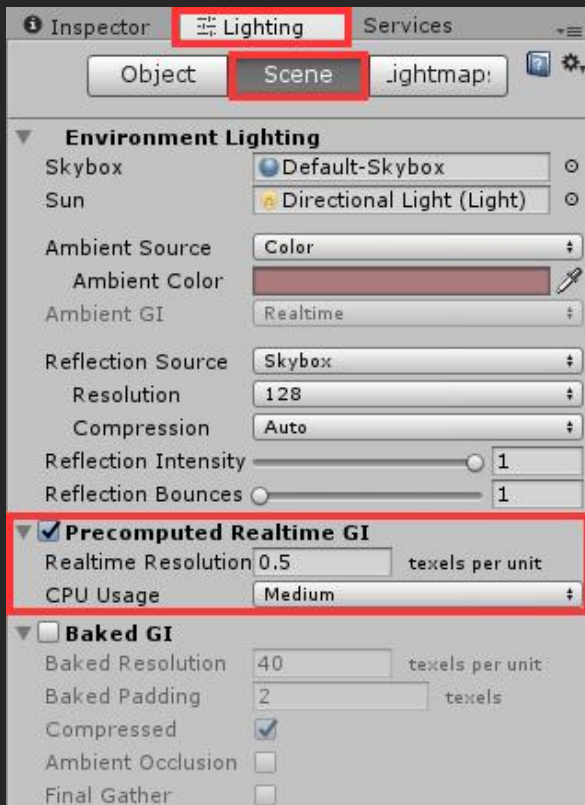 Inspector Lighting Services
Object Scene Lightmaps
Environment Lighting
Skybox Default-Skybox
Sun Directional Light (Light)
Ambient Source Color
Ambient Color
Ambient GI Realtime
Reflection Source Skybox
Resolution 128
Compression Auto
Reflection Intensity 1
Reflection Bounces 1
Precomputed Realtime GI
Realtime Resolution 0.5 texels per unit
CPU Usage Medium
Baked GI
Baked Resolution 40 texels per unit
Baked Padding 2 texels
Compressed
Ambient Occlusion
Final Gather